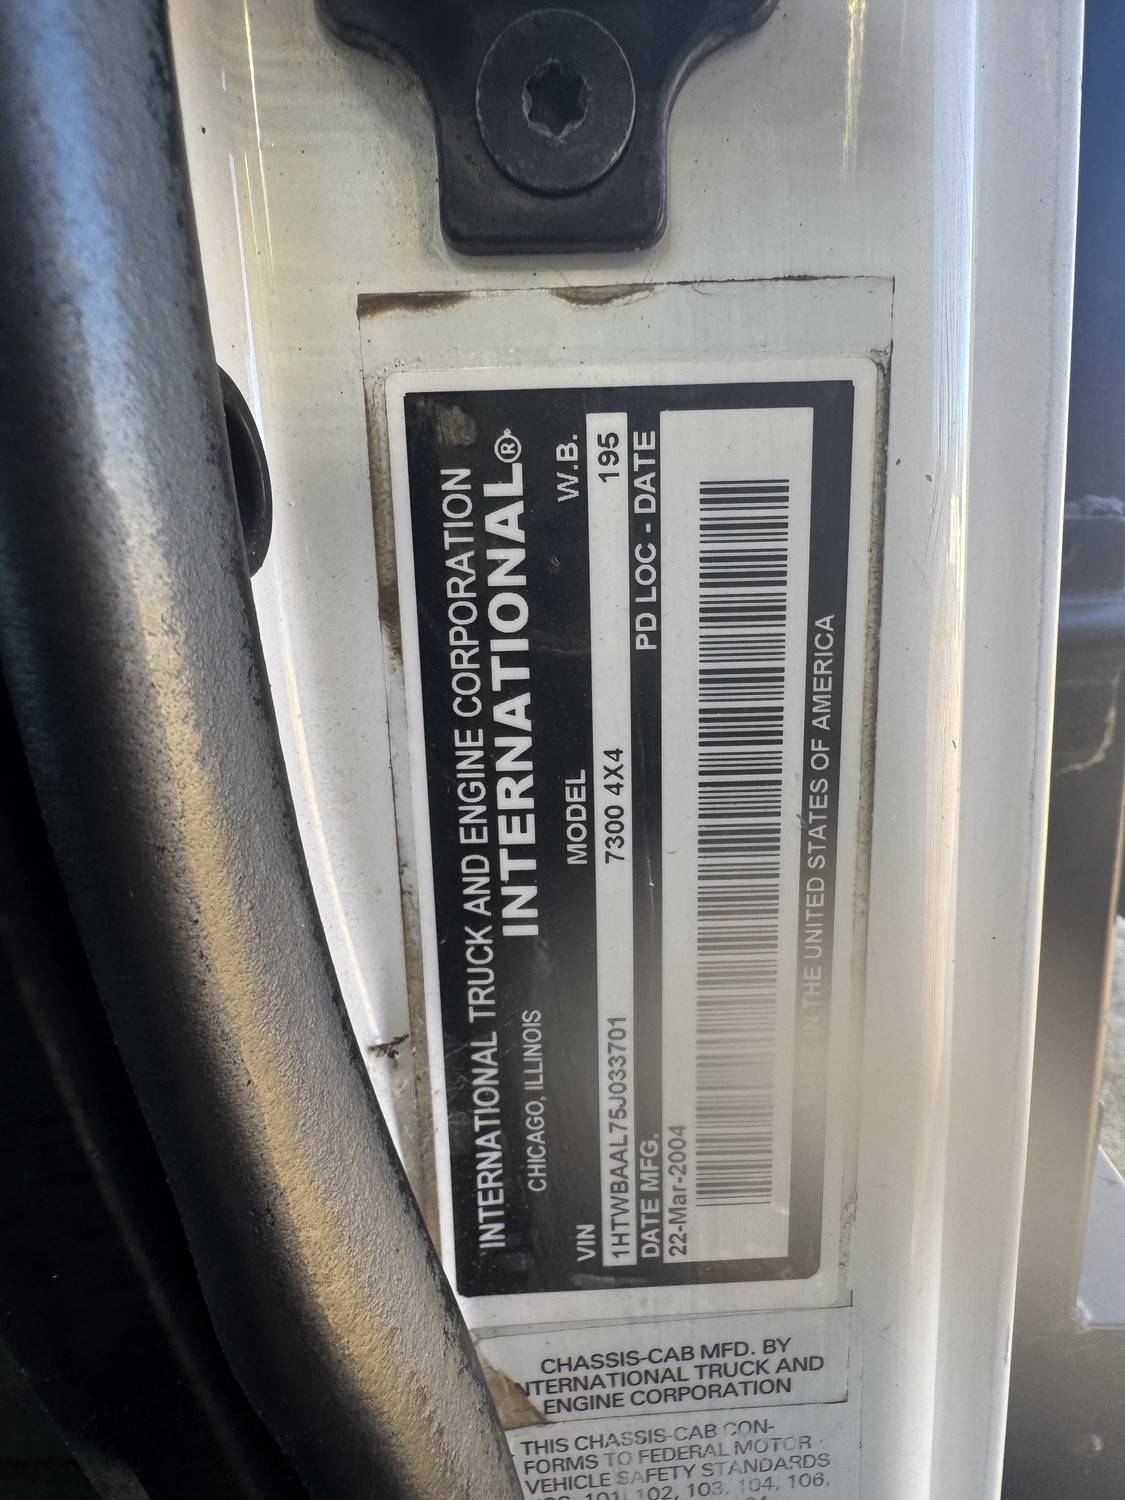 INTERNATIONAL TRUCK AND ENGINE CORPORATION
CHICAGO, ILLINOIS INTERNATIONAL®
VIN MODEL W.B.
1HTWBAAL75J033701 7300 4X4 195
DATE MFG. PD LOC - DATE
22-Mar-2004
THE UNITED STATES OF AMERICA
CHASSIS-CAB MFD. BY
INTERNATIONAL TRUCK AND
ENGINE CORPORATION
THIS CHASSIS-CAB CON-
FORMS TO FEDERAL MOTOR
VEHICLE SAFETY STANDARDS
101, 102, 103, 104, 106,